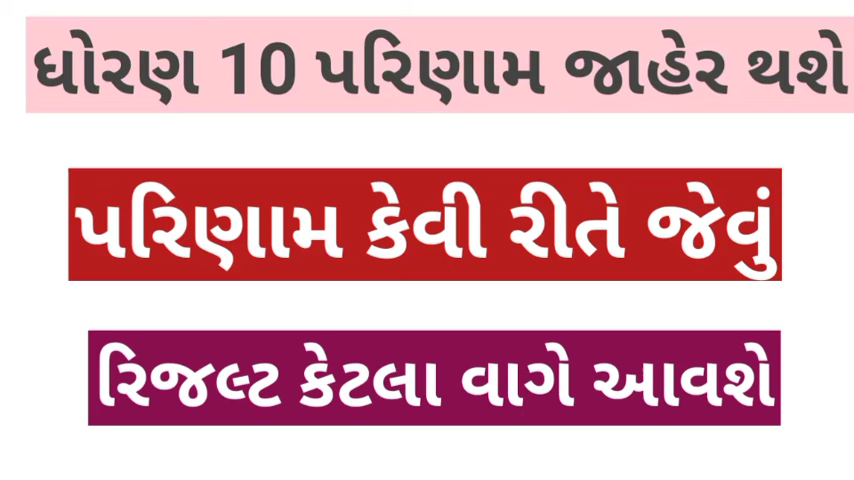 ધોરણ 10 પરિણામ જાહેર થશે
પરિણામ કેવી રીતે જેવું
રિજલ્ટ કેટલા વાગે આવશે